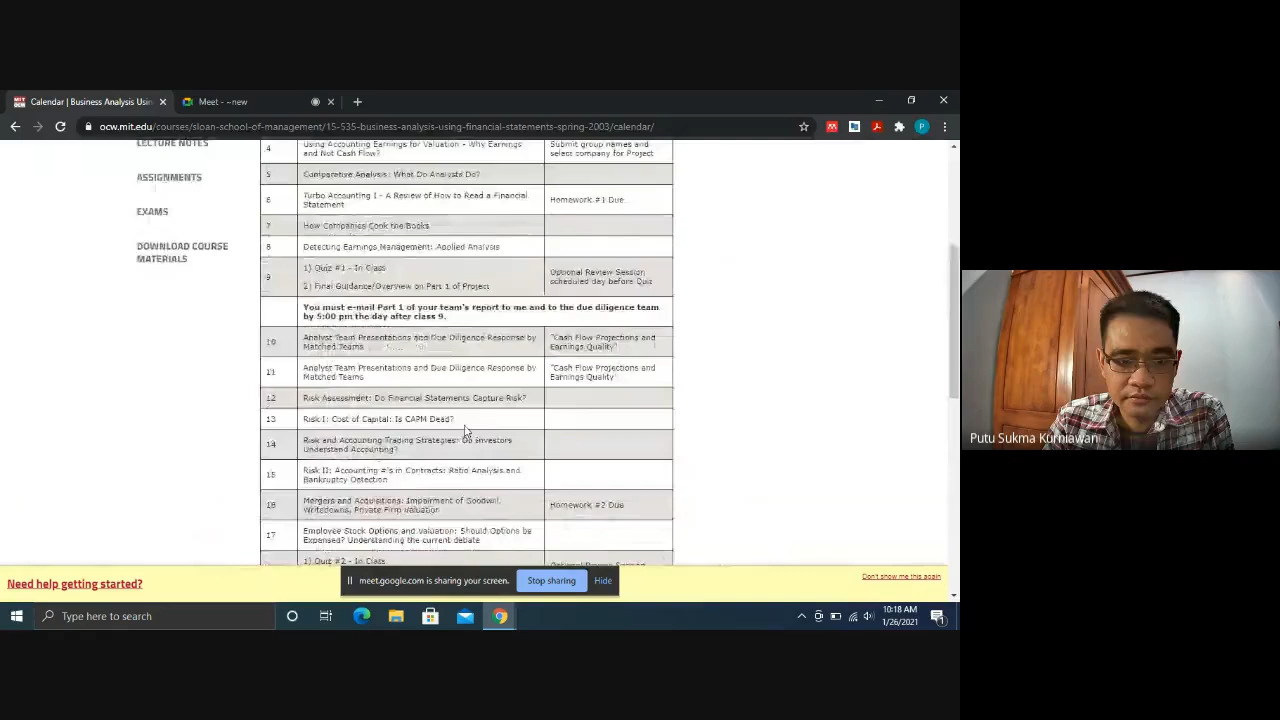 Calendar | Business Analysis Usin
Meet - ~new
ocw.mit.edu/courses/sloan-school-of-management/15-535-business-analysis-using-financial-statements-spring-2003/calendar/
LECTURE NOTES
ASSIGNMENTS
EXAMS
DOWNLOAD COURSE
MATERIALS
4
Using Accounting Earnings for Valuation - Why Earnings
and Not Cash Flow?
Submit group names and
select company for Project
5
Comparative Analysis: What Do Analysts Do?
6
Turbo Accounting I - A Review of How to Read a Financial
Statement
Homework #1 Due
7
How Companies Cook the Books
8
Detecting Earnings Management: Applied Analysis
9
1) Quiz #1 - In Class
2) Final Guidance/Overview on Part 1 of Project
Optional Review Session
scheduled day before Quiz
You must e-mail Part 1 of your team's report to me and to the due diligence team
by 5:00 pm the day after class 9.
10
Analyst Team Presentations and Due Diligence Response by
Matched Teams
"Cash Flow Projections and
Earnings Quality"
11
Analyst Team Presentations and Due Diligence Response by
Matched Teams
"Cash Flow Projections and
Earnings Quality"
12
Risk Assessment: Do Financial Statements Capture Risk?
13
Risk I: Cost of Capital: Is CAPM Dead?
14
Risk and Accounting Trading Strategies: Do Investors
Understand Accounting?
15
Risk II: Accounting #'s in Contracts: Ratio Analysis and
Bankruptcy Detection
16
Mergers and Acquisitions: Impairment of Goodwill,
Writedowns, Private Firm Valuation
Homework #2 Due
17
Employee Stock Options and Valuation: Should Options be
Expensed? Understanding the current debate
1) Quiz #2 - In Class
Need help getting started?
Don't show me this again
meet.google.com is sharing your screen.
Stop sharing
Hide
Type here to search
10:18 AM
1/26/2021
Putu Sukma Kurniawan